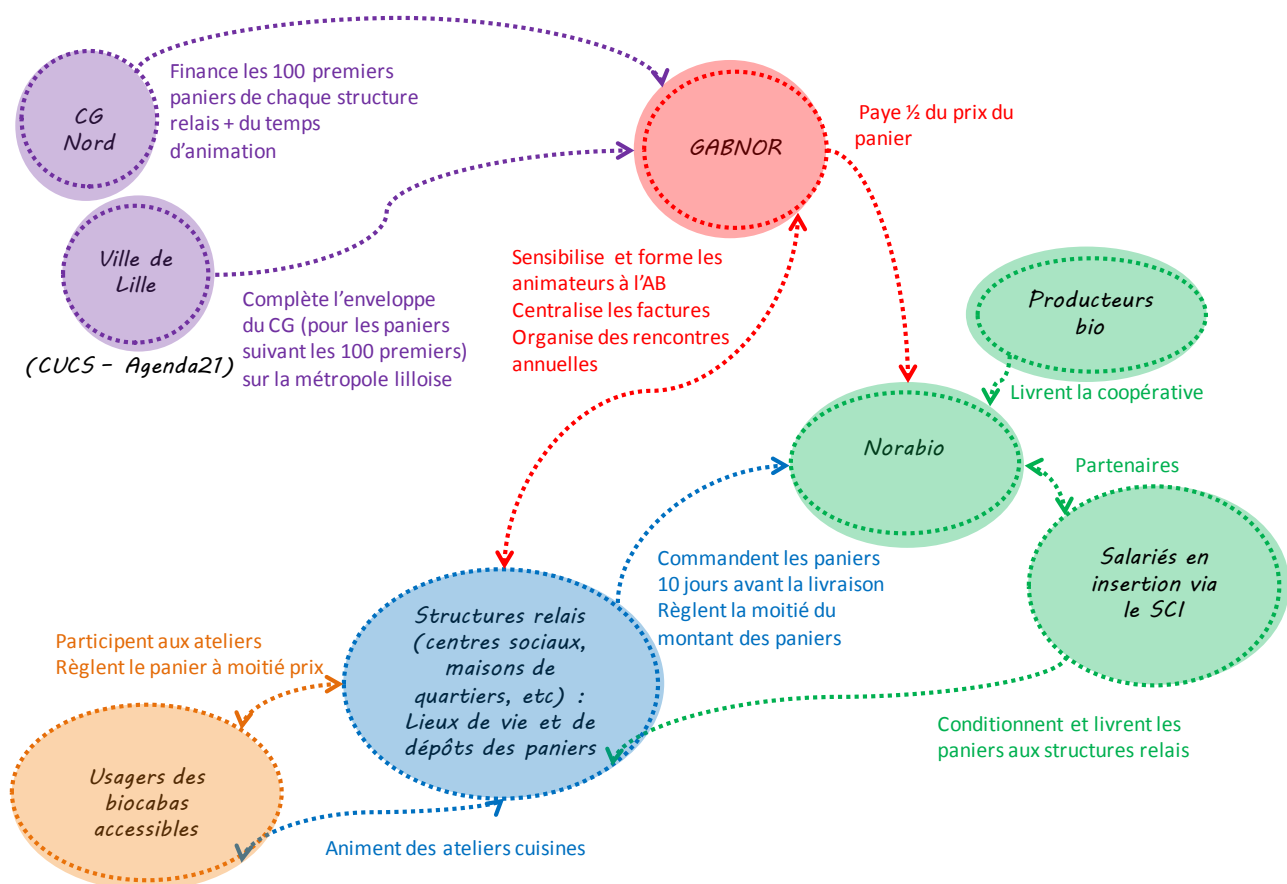 CG
Nord
Finance les 100 premiers
paniers de chaque structure
relais + du temps
d’animation
GABNOR
Paye ½ du prix du
panier
Ville de
Lille
(CUCS – Agenda21)
Complète l’enveloppe
du CG (pour les paniers
suivant les 100 premiers)
sur la métropole lilloise
Sensibilise et forme les
animateurs à l’AB
Centralise les factures
Organise des rencontres
annuelles
Producteurs
bio
Livrent la coopérative
Norabio
Partenaires
Salariés en
insertion via
le SCI
Commandent les paniers
10 jours avant la livraison
Règlent la moitié du
montant des paniers
Structures relais
(centres sociaux,
maisons de
quartiers, etc) :
Lieux de vie et de
dépôts des paniers
Participent aux ateliers
Règlent le panier à moitié prix
Conditionnent et livrent les
paniers aux structures relais
Usagers des
biocabas
accessibles
Animent des ateliers cuisines